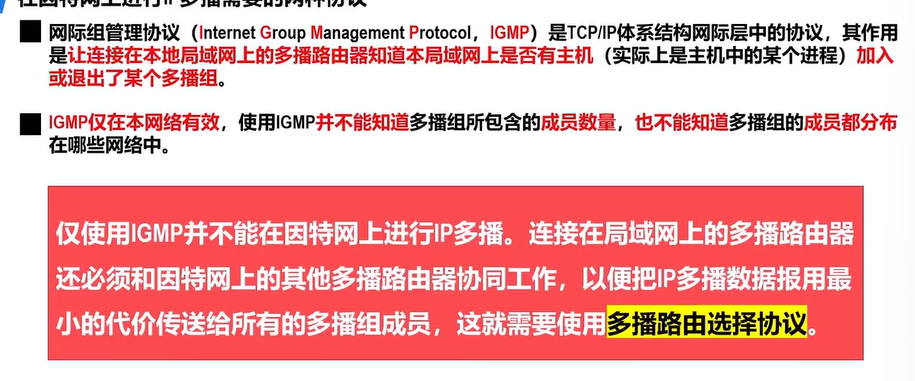 在因特网上进行IP多播需要的两种协议
网际组管理协议（Internet Group Management Protocol，IGMP）是TCP/IP体系结构网际层中的协议，其作用
是让连接在本地局域网上的多播路由器知道本局域网上是否有主机（实际上是主机中的某个进程）加入
或退出了某个多播组。
IGMP仅在本网络有效，使用IGMP并不能知道多播组所包含的成员数量，也不能知道多播组的成员都分布
在哪些网络中。
仅使用IGMP并不能在因特网上进行IP多播。连接在局域网上的多播路由器
还必须和因特网上的其他多播路由器协同工作，以便把IP多播数据报用最
小的代价传送给所有的多播组成员，这就需要使用多播路由选择协议。